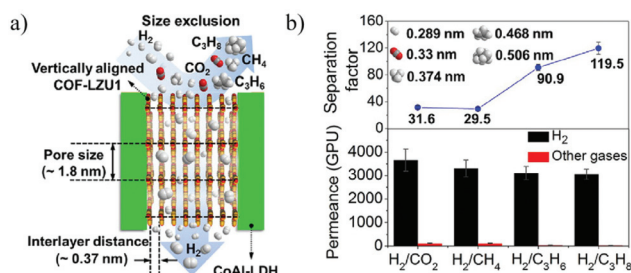 a)
Size exclusion
H2
C3H8
CO2
CH4
C3H6
Vertically aligned
COF-LZU1
Pore size
(~ 1.8 nm)
Interlayer distance
(~ 0.37 nm)
H2
CoAl-LDH
b)
Separation
factor
0.289 nm
0.33 nm
0.374 nm
0.468 nm
0.506 nm
120
80
40
0
31.6
29.5
90.9
119.5
Permeance (GPU)
4000
3000
2000
1000
0
H2
Other gases
H2/CO2
H2/CH4
H2/C3H6
H2/C3H8